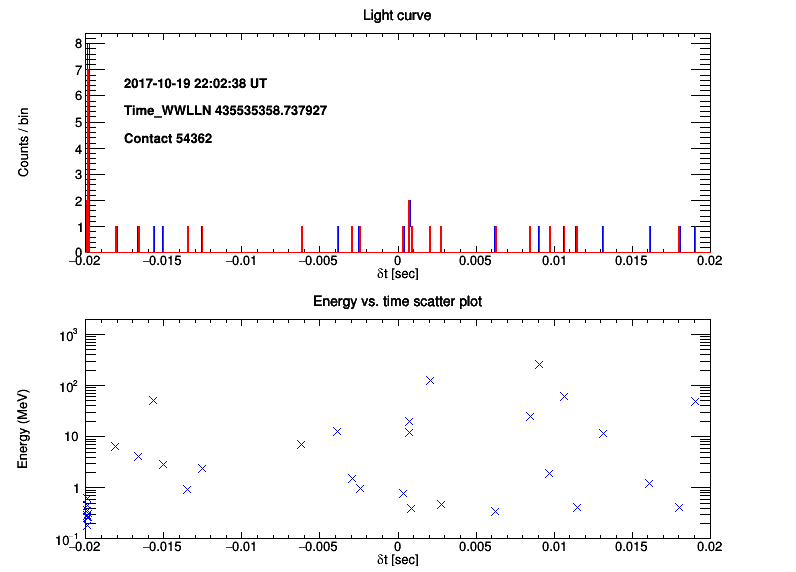 Light curve
Counts / bin
8
7
6
5
4
3
2
1
0
2017-10-19 22:02:38 UT
Time_WWLLN 435535358.737927
Contact 54362
−0.02 −0.015 −0.01 −0.005 0 0.005 0.01 0.015 0.02
δt [sec]
Energy vs. time scatter plot
Energy (MeV)
10³
10²
10
1
10⁻¹
−0.02 −0.015 −0.01 −0.005 0 0.005 0.01 0.015 0.02
δt [sec]